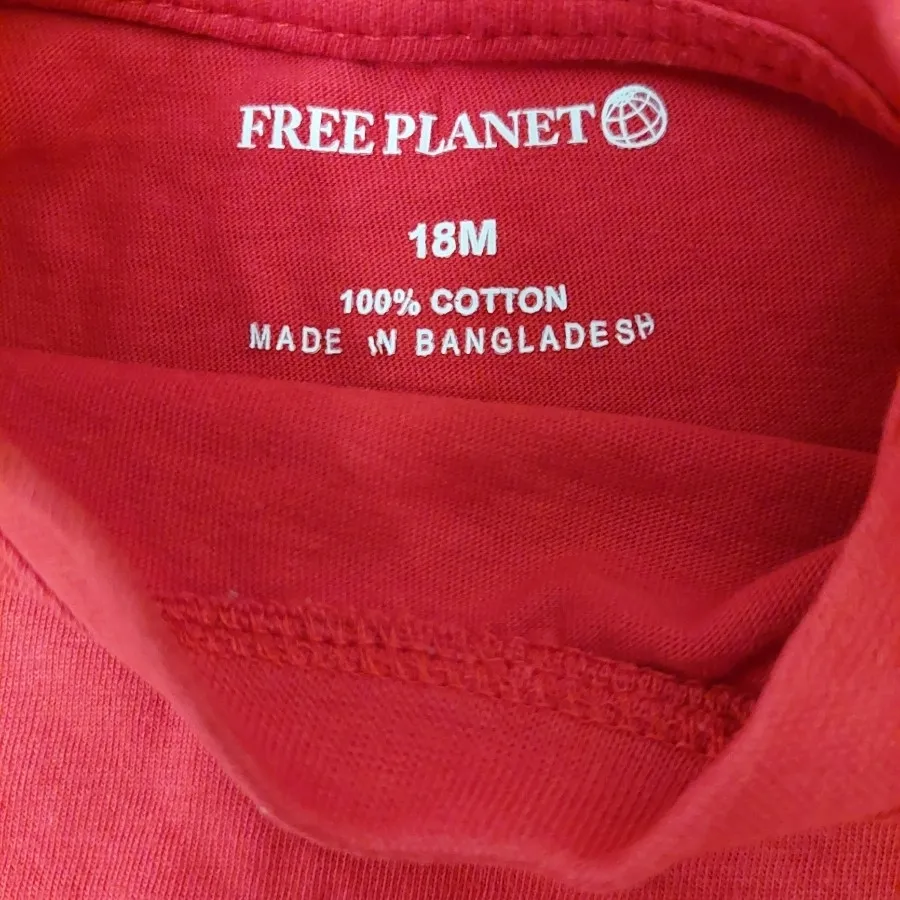 FREE PLANET
18M
100% COTTON
MADE IN BANGLADESH